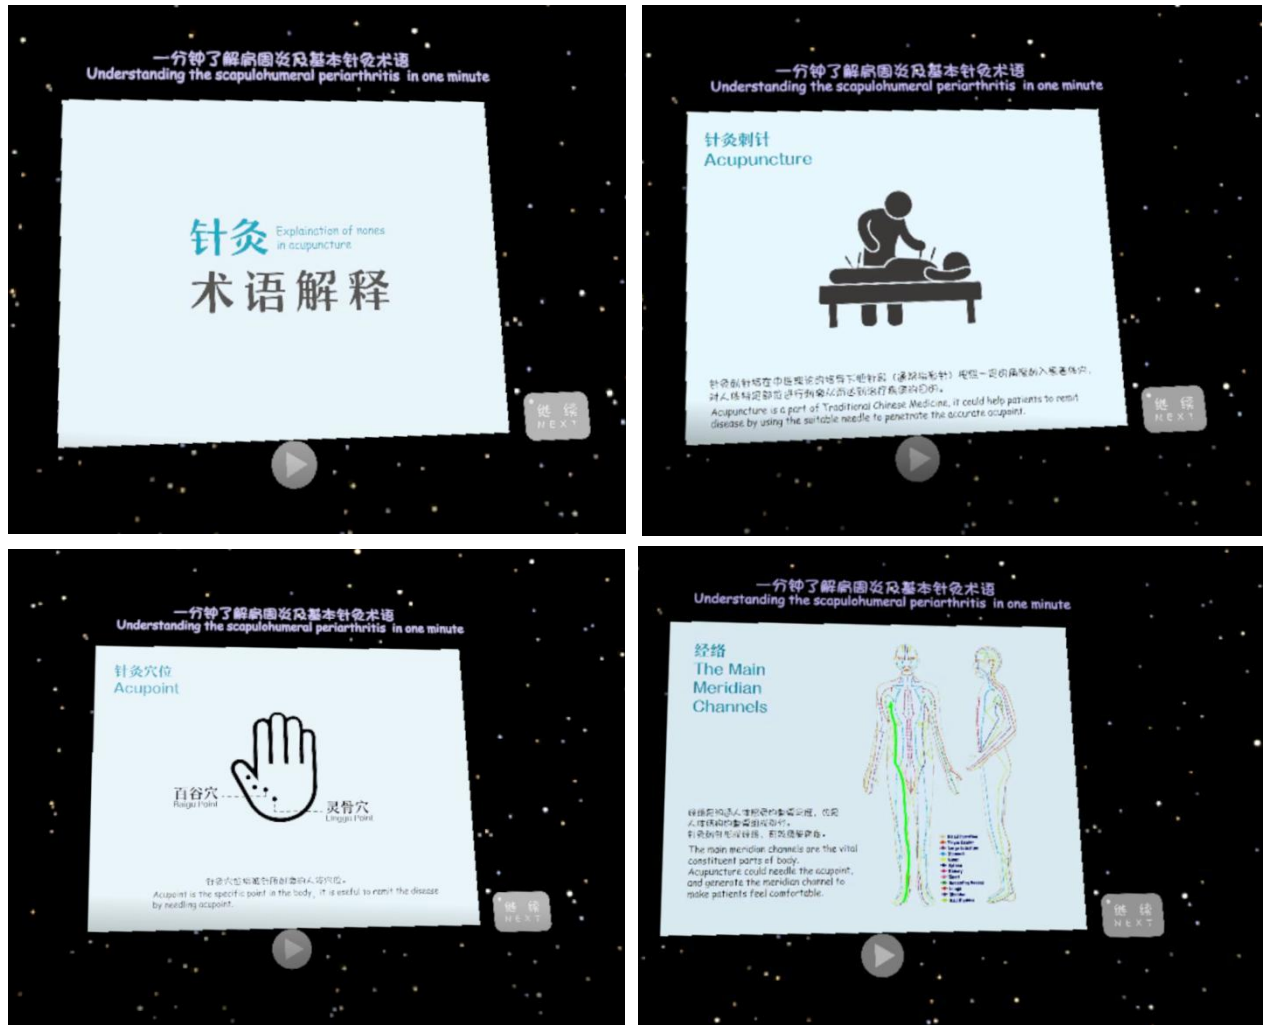 一分钟了解肩周炎及基本针灸术语
Understanding the scapulohumeral periarthritis in one minute
针灸
Explaination of nones
in acupuncture
术语解释
继 续
NEXT
一分钟了解肩周炎及基本针灸术语
Understanding the scapulohumeral periarthritis in one minute
针灸刺针
Acupuncture
Acupuncture is a part of Traditional Chinese Medicine, it could help patients to remit
disease by using the suitable needle to penetrate the accurate acupoint.
继 续
NEXT
一分钟了解肩周炎及基本针灸术语
Understanding the scapulohumeral periarthritis in one minute
针灸穴位
Acupoint
百谷穴
Baigu Point
灵骨穴
Linggu Point
Acupoint is the specific point in the body, it is useful to remit the disease
by needling acupoint.
继 续
NEXT
一分钟了解肩周炎及基本针灸术语
Understanding the scapulohumeral periarthritis in one minute
经络
The Main
Meridian
Channels
The main meridian channels are the vital
constituent parts of body.
Acupuncture could needle the acupoint,
and generate the meridian channel to
make patients feel comfortable.
继 续
NEXT